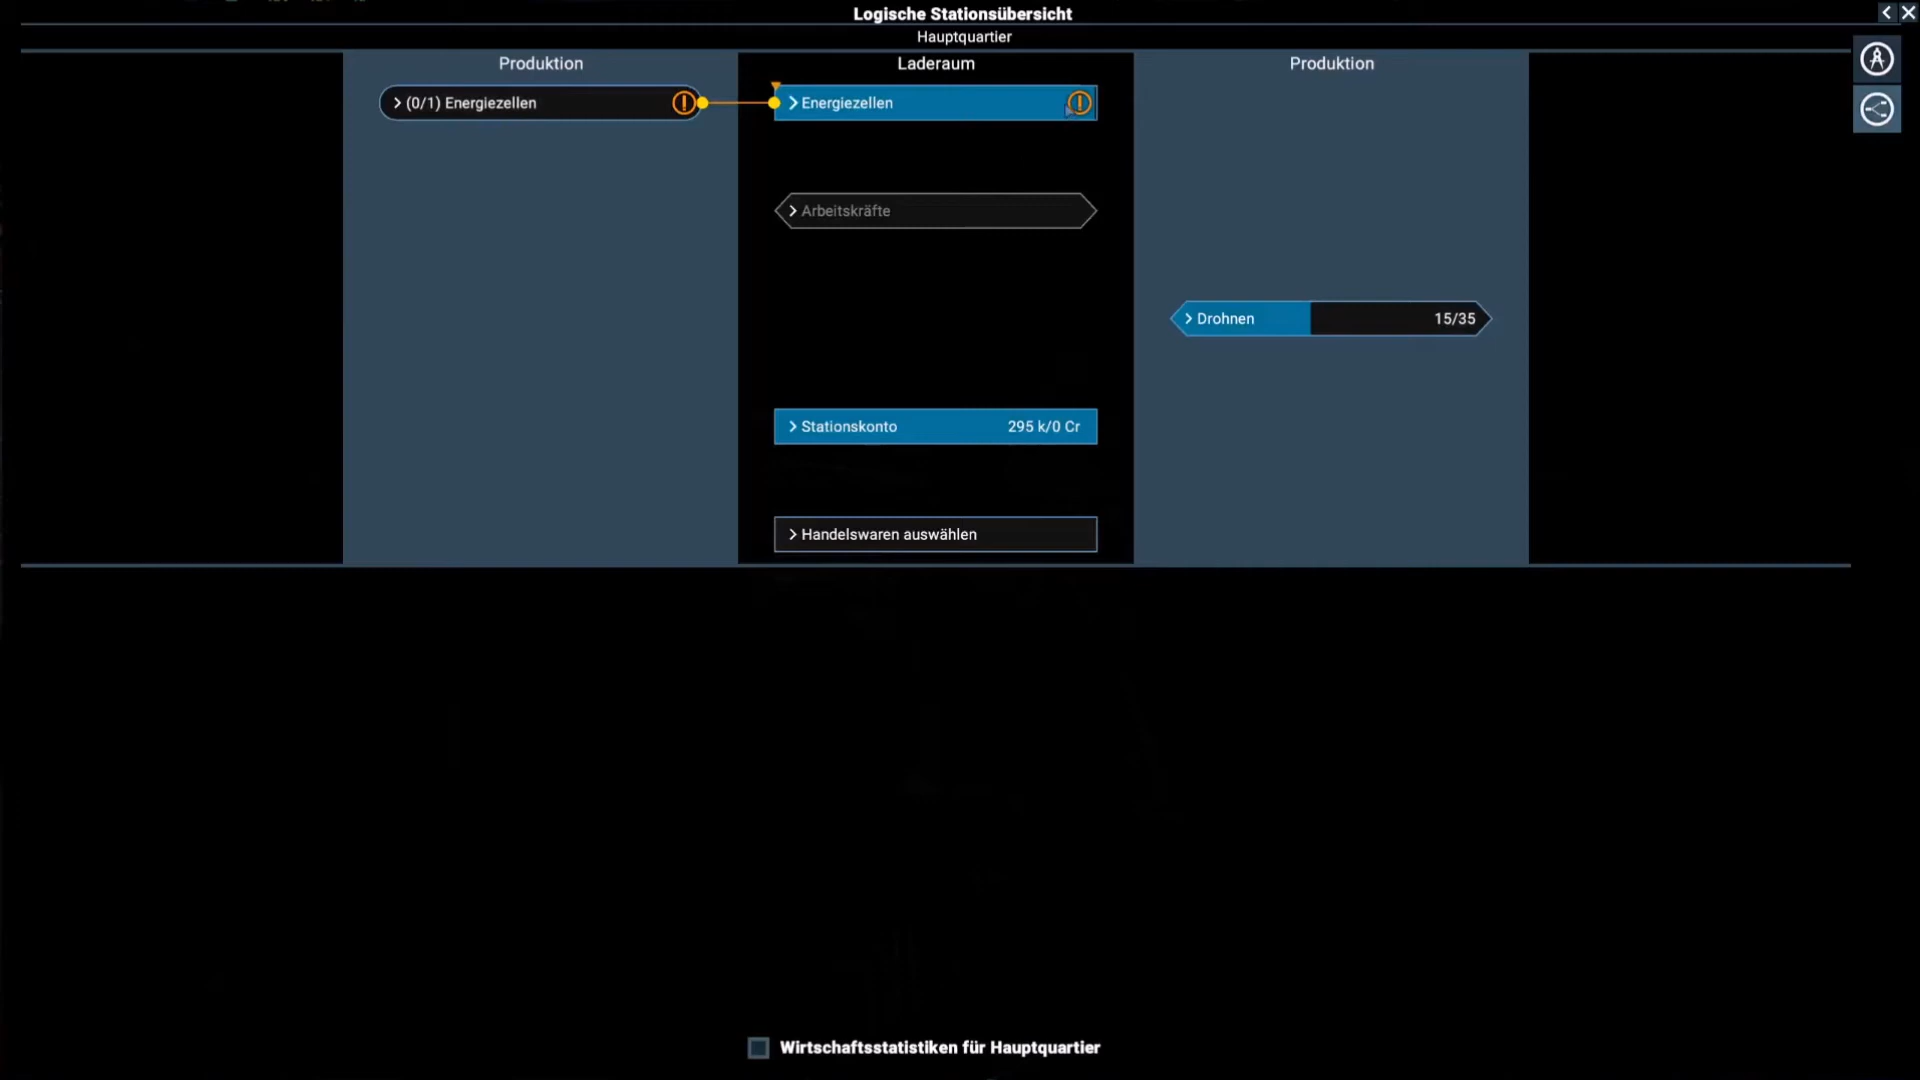 Logische Stationsübersicht
Hauptquartier
Produktion
Laderaum
Produktion
(0/1) Energiezellen
Energiezellen
Arbeitskräfte
Drohnen 15/35
Stationskonto 295 k/0 Cr
Handelswaren auswählen
Wirtschaftsstatistiken für Hauptquartier